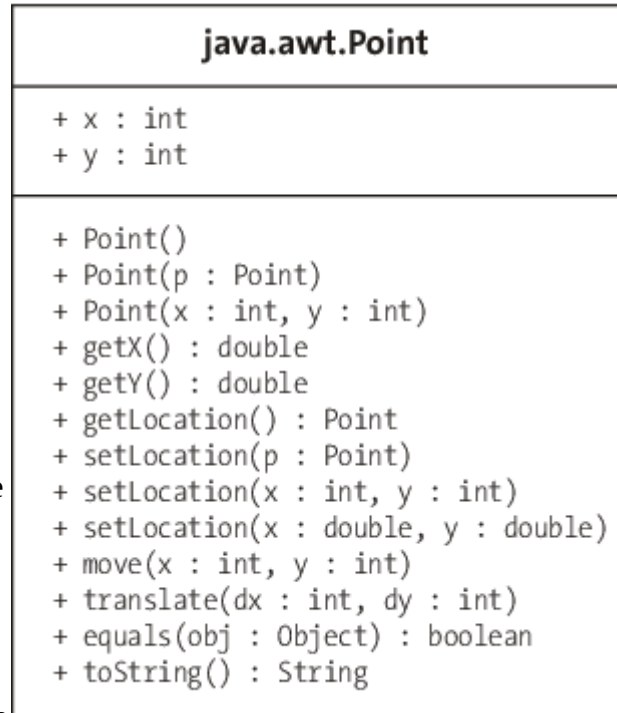 java.awt.Point
+ x : int
+ y : int
+ Point()
+ Point(p : Point)
+ Point(x : int, y : int)
+ getX() : double
+ getY() : double
+ getLocation() : Point
+ setLocation(p : Point)
+ setLocation(x : int, y : int)
+ setLocation(x : double, y : double)
+ move(x : int, y : int)
+ translate(dx : int, dy : int)
+ equals(obj : Object) : boolean
+ toString() : String